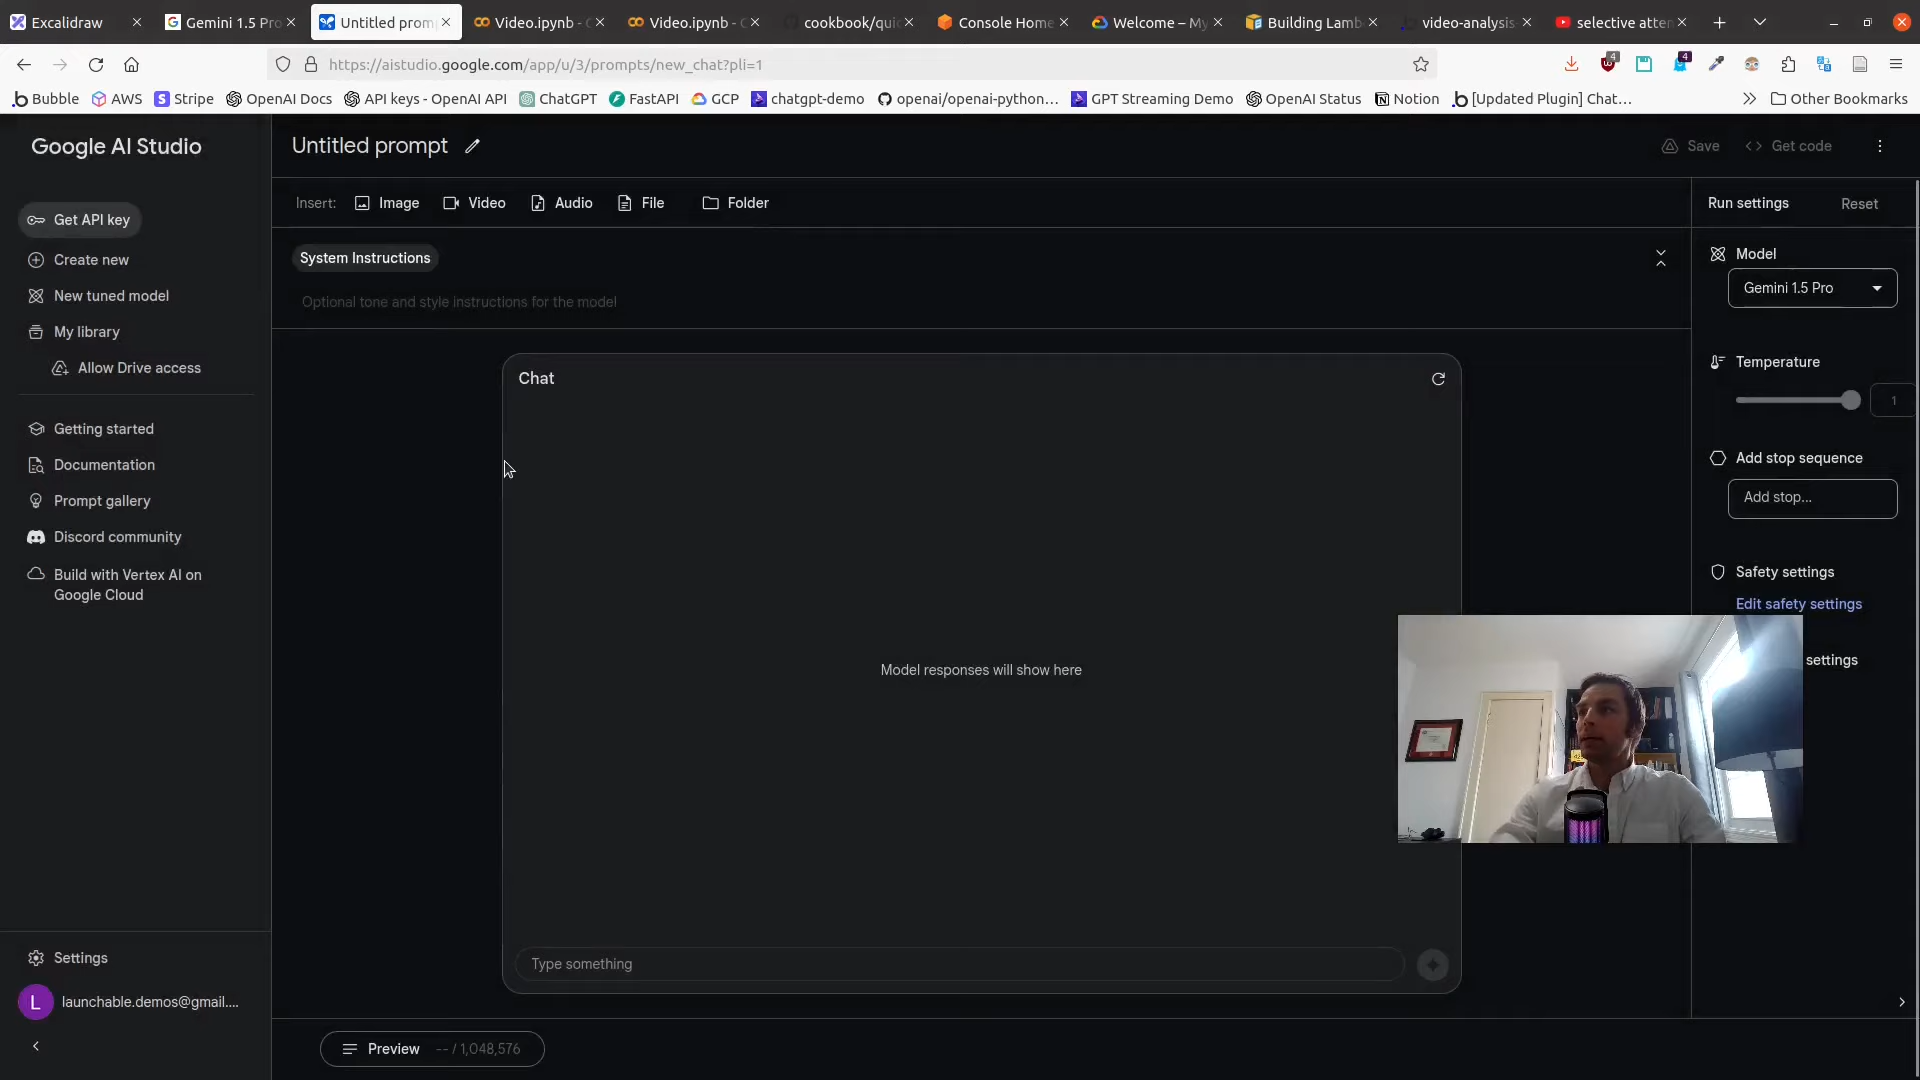 Excalidraw
Gemini 1.5 Pro
Untitled prom
Video.ipynb - 
Video.ipynb - 
cookbook/qui
Console Home
Welcome – My
Building Lamb
video-analysis
selective atten
https://aistudio.google.com/app/u/3/prompts/new_chat?pli=1
4
4
Bubble
AWS
Stripe
OpenAI Docs
API keys - OpenAI API
ChatGPT
FastAPI
GCP
chatgpt-demo
openai/openai-python...
GPT Streaming Demo
OpenAI Status
Notion
[Updated Plugin] Chat...
Other Bookmarks
Google AI Studio
Untitled prompt
Save
Get code
Insert:
Image
Video
Audio
File
Folder
Run settings
Reset
Get API key
Create new
New tuned model
My library
Allow Drive access
Getting started
Documentation
Prompt gallery
Discord community
Build with Vertex AI on
Google Cloud
Settings
L
launchable.demos@gmail....
System Instructions
Optional tone and style instructions for the model
Chat
Model responses will show here
Type something
Preview
-- / 1,048,576
Model
Gemini 1.5 Pro
Temperature
1
Add stop sequence
Add stop...
Safety settings
Edit safety settings
settings